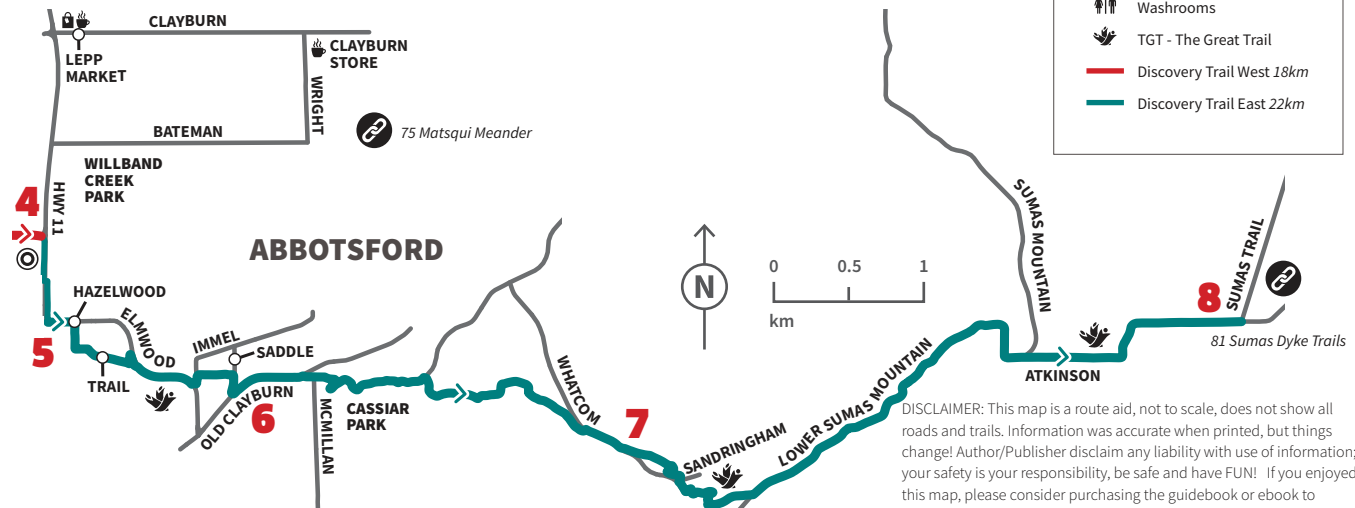 CLAYBURN
LEPP
MARKET
CLAYBURN
STORE
WRIGHT
BATEMAN
75 Matsqui Meander
WILLBAND
CREEK
PARK
HWY 11
4
ABBOTSFORD
HAZELWOOD
ELMWOOD
5
TRAIL
IMMEL
SADDLE
OLD CLAYBURN
6
MCMILLAN
CASSIAR
PARK
WHATCOM
7
SANDRINGHAM
LOWER SUMAS MOUNTAIN
N
0 0.5 1
km
SUMAS MOUNTAIN
ATKINSON
8
SUMAS TRAIL
81 Sumas Dyke Trails
Washrooms
TGT - The Great Trail
Discovery Trail West 18km
Discovery Trail East 22km
DISCLAIMER: This map is a route aid, not to scale, does not show all
roads and trails. Information was accurate when printed, but things
change! Author/Publisher disclaim any liability with use of information;
your safety is your responsibility, be safe and have FUN! If you enjoyed
this map, please consider purchasing the guidebook or ebook to